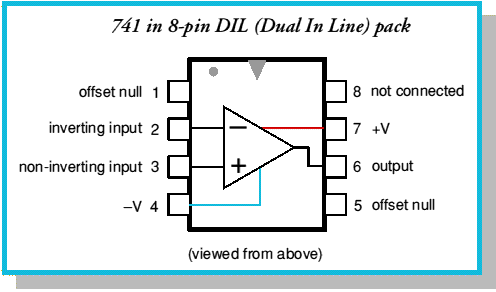 741 in 8-pin DIL (Dual In Line) pack
offset null 1
8 not connected
inverting input 2
7 +V
non-inverting input 3
6 output
–V 4
5 offset null
–
+
(viewed from above)